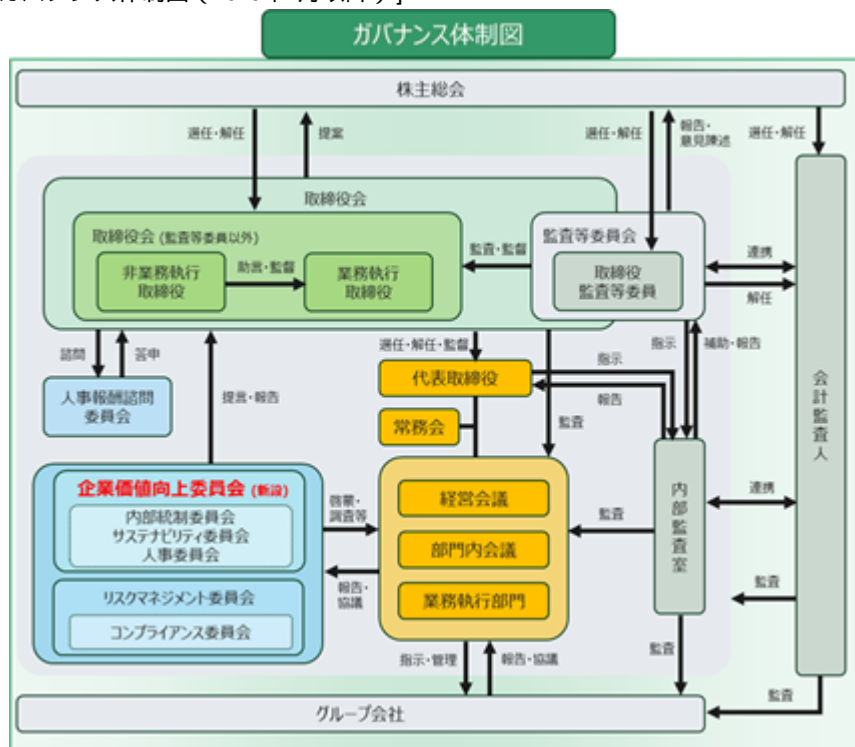 ガバナンス体制図
株主総会
選任・解任
提案
選任・解任
報告・
意見陳述
選任・解任
取締役会
取締役会 (監査等委員以外)
非業務執行
取締役
助言・監督
業務執行
取締役
監査・監督
監査等委員会
取締役
監査等委員
連携
解任
諮問
答申
人事報酬諮問
委員会
提言・報告
選任・解任・監督
代表取締役
常務会
監査
指示
報告
指示
補助・報告
会計監査人
企業価値向上委員会 (新設)
内部統制委員会
サステナビリティ委員会
人事委員会
リスクマネジメント委員会
コンプライアンス委員会
啓蒙・
調査等
報告・
協議
経営会議
部門内会議
業務執行部門
監査
内部監査室
連携
監査
指示・管理
報告・協議
監査
監査
グループ会社